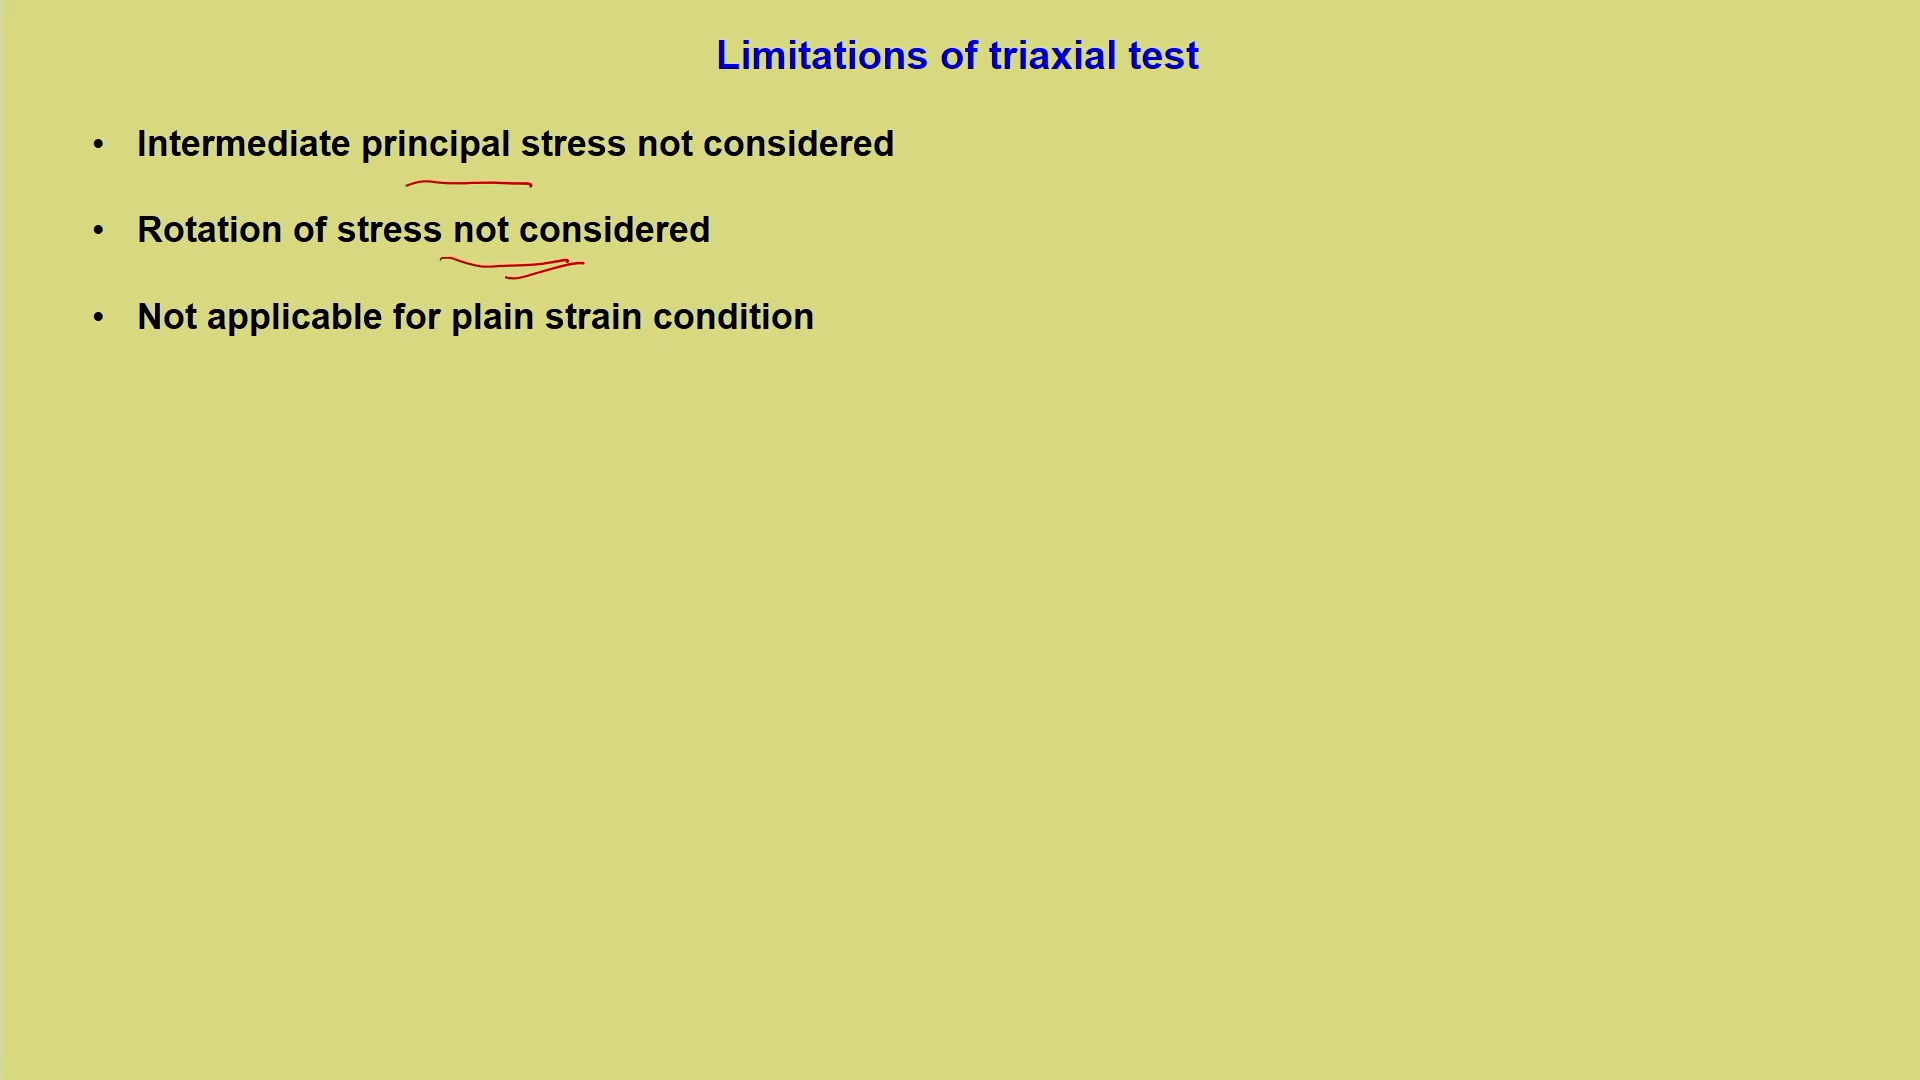 Limitations of triaxial test
• Intermediate principal stress not considered
• Rotation of stress not considered
• Not applicable for plain strain condition